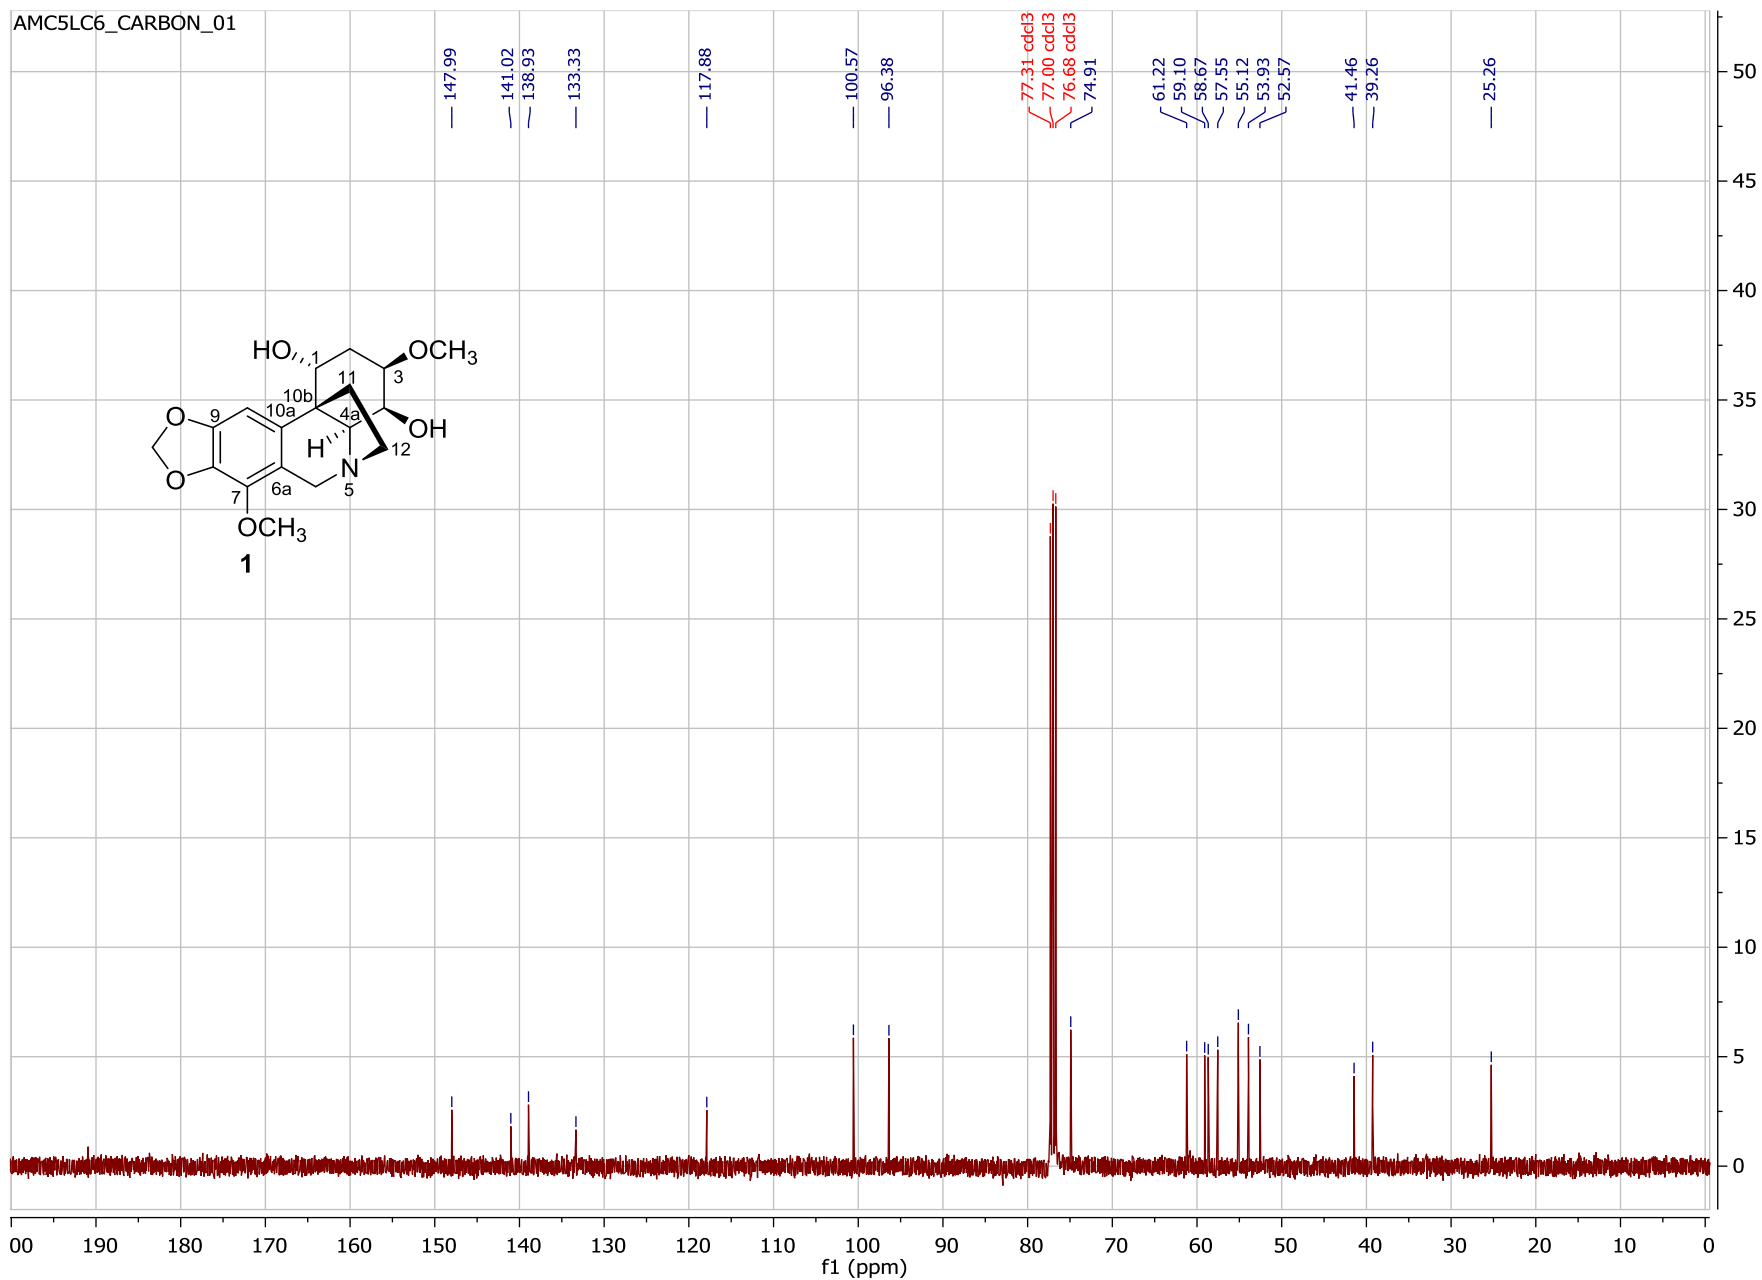 AMC5LC6_CARBON_01
147.99
141.02
138.93
133.33
117.88
100.57
96.38
77.31 cdcl3
77.00 cdcl3
76.68 cdcl3
74.91
61.22
59.10
58.67
57.55
55.12
53.93
52.57
41.46
39.26
25.26
50
45
40
35
30
25
20
15
10
5
0
HO
1
OCH3
3
11
10b
10a
4a
OH
H
12
O
9
O
N
5
6a
7
OCH3
1
00 190 180 170 160 150 140 130 120 110 100 90 80 70 60 50 40 30 20 10 0
f1 (ppm)